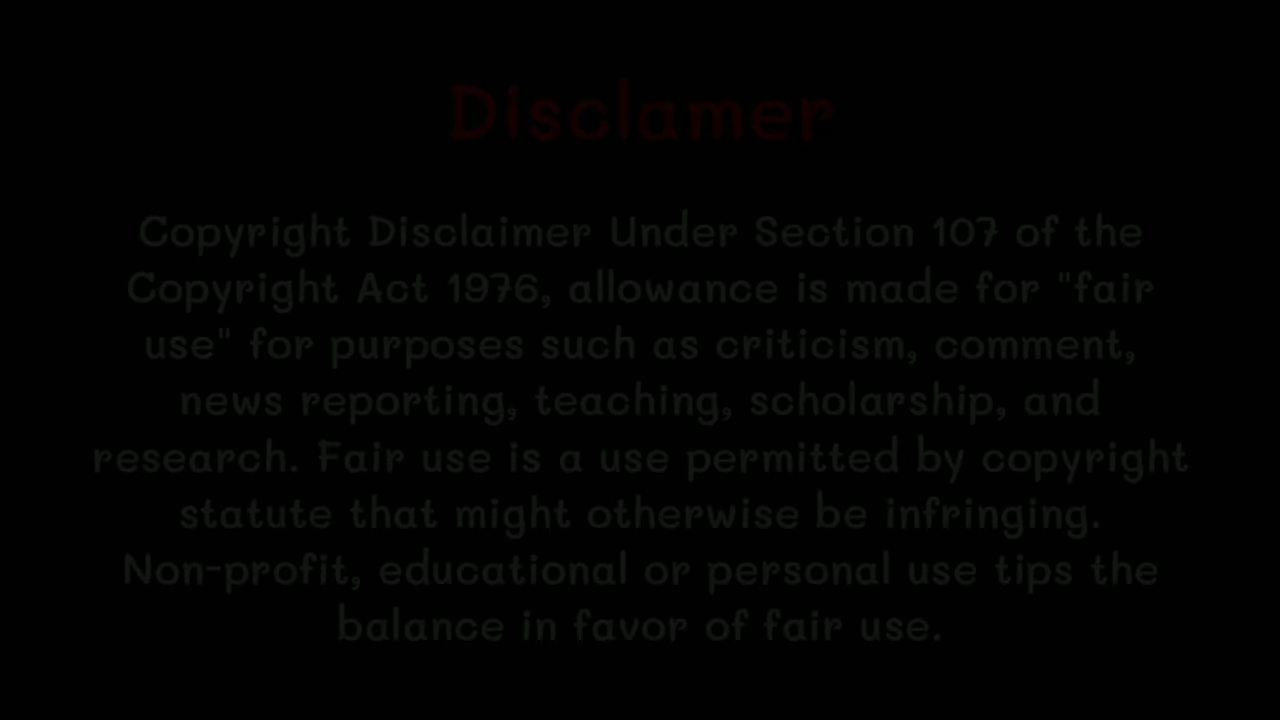 Disclamer
Copyright Disclaimer Under Section 107 of the
Copyright Act 1976, allowance is made for "fair
use" for purposes such as criticism, comment,
news reporting, teaching, scholarship, and
research. Fair use is a use permitted by copyright
statute that might otherwise be infringing.
Non-profit, educational or personal use tips the
balance in favor of fair use.